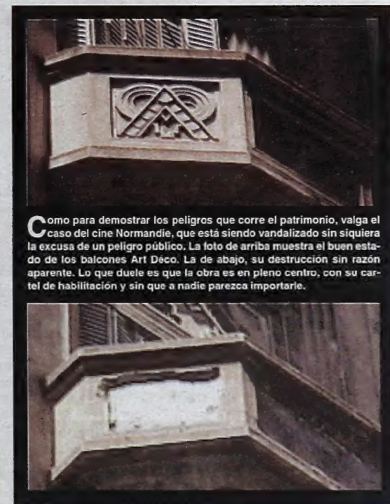 Como para demostrar los peligros que corre el patrimonio, valga el
caso del cine Normandie, que está siendo vandalizado sin siquiera
la excusa de un peligro público. La foto de arriba muestra el buen esta-
do de los balcones Art Déco. La de abajo, su destrucción sin razón
aparente. Lo que duele es que la obra es en pleno centro, con su car-
tel de habilitación y sin que a nadie parezca importarle.